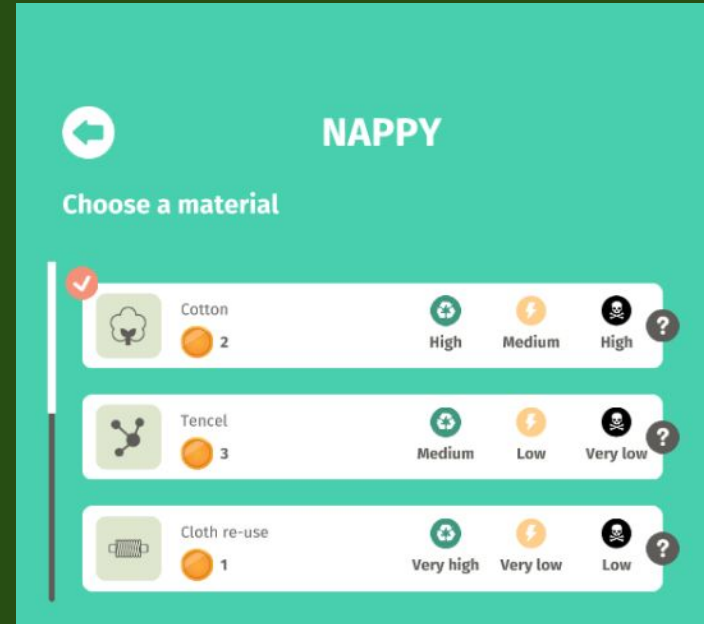 NAPPY
Choose a material
Cotton
2
High
Medium
High
?
Tencel
3
Medium
Low
Very low
?
Cloth re-use
1
Very high
Very low
Low
?